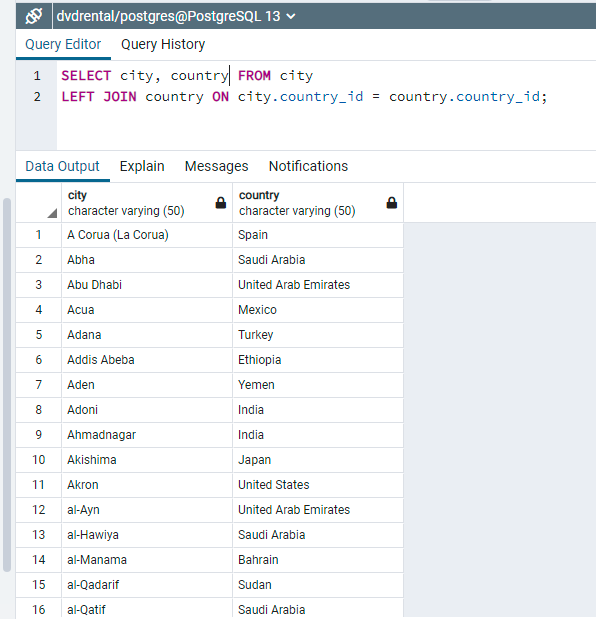 dvdrental/postgres@PostgreSQL 13
Query Editor Query History
1 SELECT city, country FROM city
2 LEFT JOIN country ON city.country_id = country.country_id;
Data Output Explain Messages Notifications
city country
character varying (50) character varying (50)
1 A Corua (La Corua) Spain
2 Abha Saudi Arabia
3 Abu Dhabi United Arab Emirates
4 Acua Mexico
5 Adana Turkey
6 Addis Abeba Ethiopia
7 Aden Yemen
8 Adoni India
9 Ahmadnagar India
10 Akishima Japan
11 Akron United States
12 al-Ayn United Arab Emirates
13 al-Hawiya Saudi Arabia
14 al-Manama Bahrain
15 al-Qadarif Sudan
16 al-Qatif Saudi Arabia